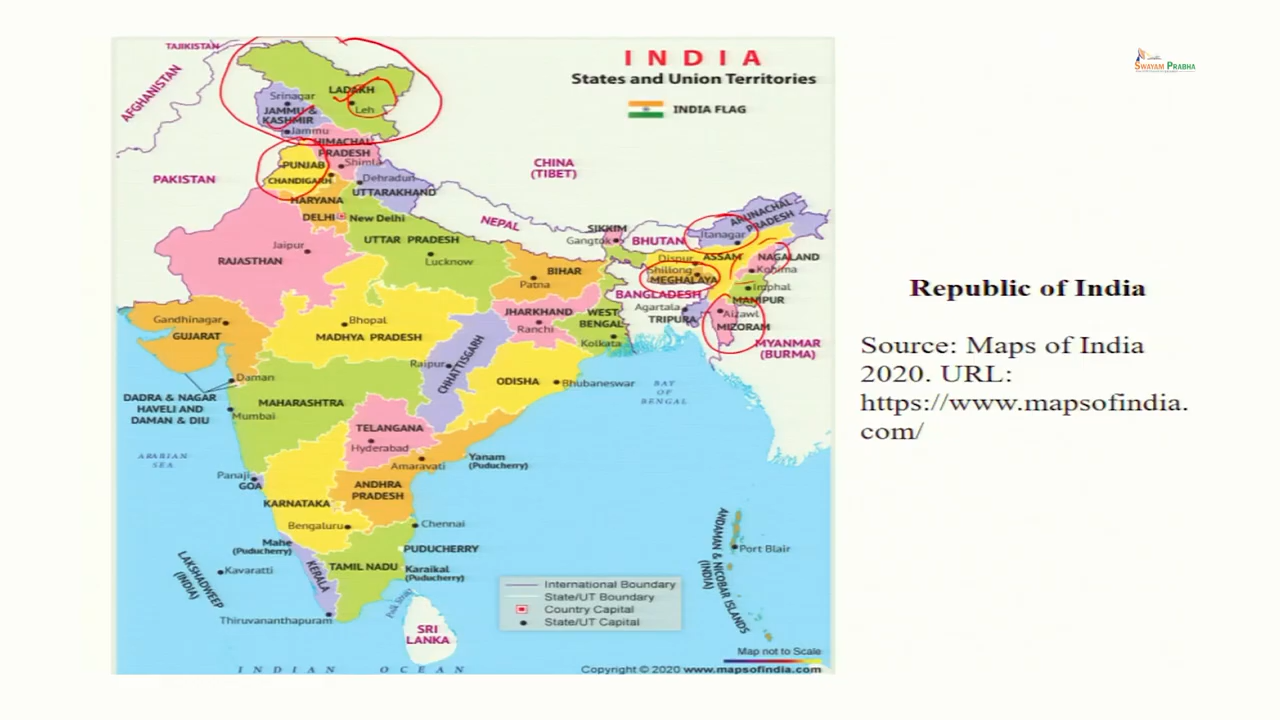 SWAYAM PRABHA
INDIA
States and Union Territories
INDIA FLAG
TAJIKISTAN
AFGHANISTAN
PAKISTAN
CHINA
(TIBET)
NEPAL
BHUTAN
BANGLADESH
MYANMAR
(BURMA)
SRI
LANKA
LADAKH
Leh
Srinagar
JAMMU &
KASHMIR
Jammu
HIMACHAL
PRADESH
Shimla
PUNJAB
CHANDIGARH
Dehradun
UTTARAKHAND
HARYANA
DELHI
New Delhi
Jaipur
RAJASTHAN
UTTAR PRADESH
Lucknow
BIHAR
Patna
SIKKIM
Gangtok
ARUNACHAL
PRADESH
Itanagar
Dispur
ASSAM
NAGALAND
Kohima
Shillong
MEGHALAYA
Imphal
MANIPUR
Agartala
TRIPURA
Aizawl
MIZORAM
JHARKHAND
Ranchi
WEST
BENGAL
Kolkata
Gandhinagar
GUJARAT
Bhopal
MADHYA PRADESH
Raipur
CHHATTISGARH
ODISHA
Bhubaneswar
Daman
DADRA & NAGAR
HAVELI AND
DAMAN & DIU
MAHARASHTRA
Mumbai
TELANGANA
Hyderabad
Amaravati
Yanam
(Puducherry)
ANDHRA
PRADESH
Panaji
GOA
KARNATAKA
Bengaluru
Chennai
Mahe
(Puducherry)
PUDUCHERRY
KERALA
TAMIL NADU
Karaikal
(Puducherry)
Thiruvananthapuram
LAKSHADWEEP
(INDIA)
Kavaratti
ANDAMAN & NICOBAR ISLANDS
(INDIA)
Port Blair
ARABIAN
SEA
BAY
OF
BENGAL
Palk Strait
INDIAN OCEAN
International Boundary
State/UT Boundary
Country Capital
State/UT Capital
Map not to Scale
Copyright © 2020 www.mapsofindia.com
Republic of India
Source: Maps of India
2020. URL:
https://www.mapsofindia.
com/